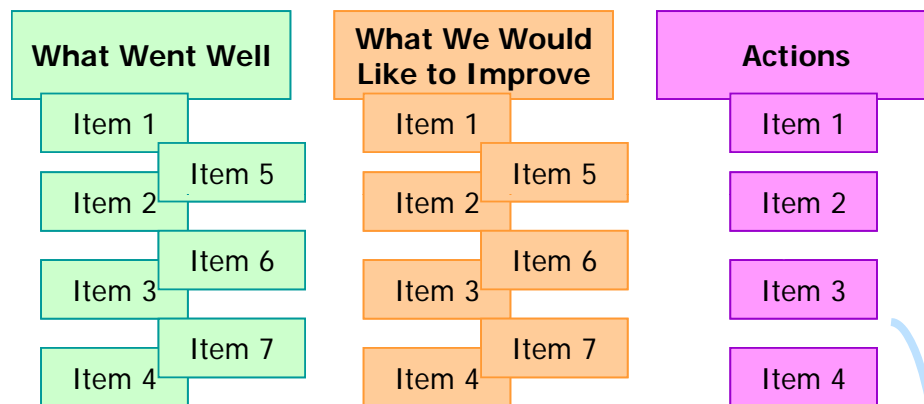 What Went Well
Item 1
Item 5
Item 2
Item 6
Item 3
Item 7
Item 4
What We Would
Like to Improve
Item 1
Item 5
Item 2
Item 6
Item 3
Item 7
Item 4
Actions
Item 1
Item 2
Item 3
Item 4